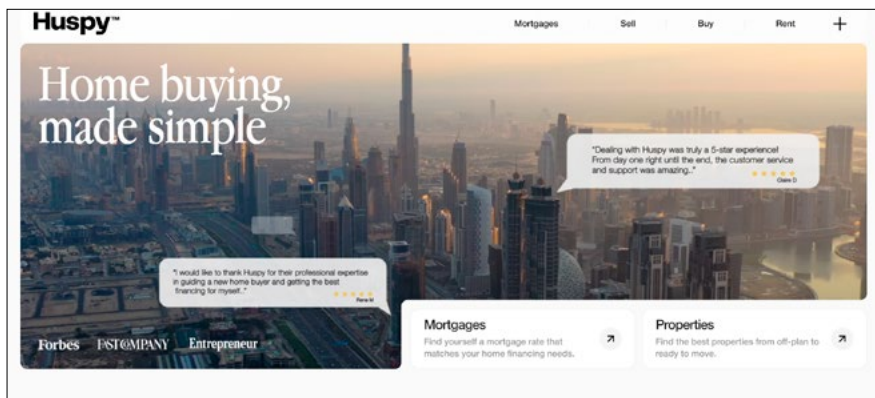 Huspy™
Mortgages
Sell
Buy
Rent
Home buying,
made simple
"Dealing with Huspy was truly a 5-star experience!
From day one right until the end, the customer service
and support was amazing.."
Claire D
"I would like to thank Huspy for their professional expertise
in guiding a new home buyer and getting the best
financing for myself.."
Rene M
Forbes
FAST COMPANY
Entrepreneur
Mortgages
Find yourself a mortgage rate that
matches your home financing needs.
Properties
Find the best properties from off-plan to
ready to move.